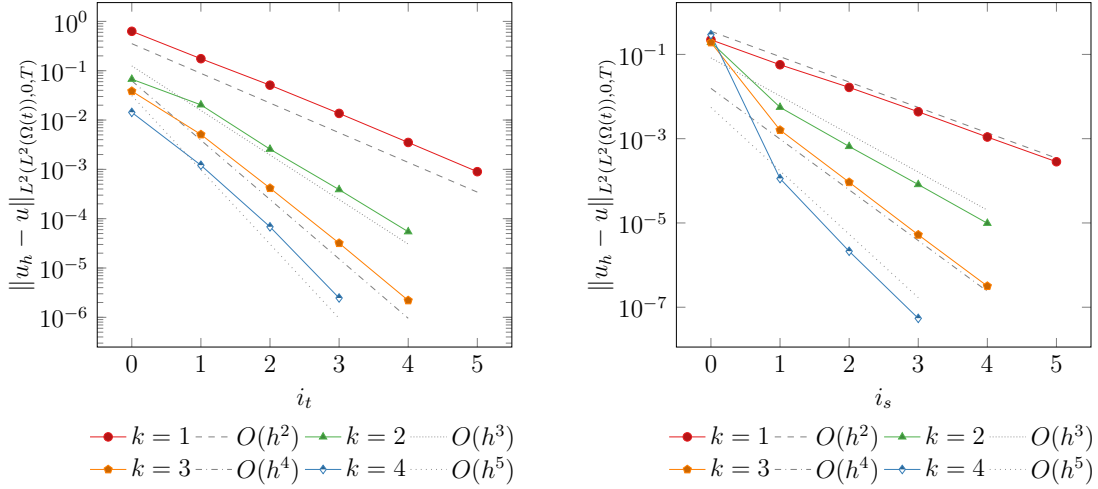 10^0
10^{-1}
10^{-2}
10^{-3}
10^{-4}
10^{-5}
10^{-6}
||u_h − u||_{L^2(L^2(Ω(t)),0,T)}
0 1 2 3 4 5
i_t
k = 1 O(h^2) k = 2 O(h^3)
k = 3 O(h^4) k = 4 O(h^5)
10^{-1}
10^{-3}
10^{-5}
10^{-7}
||u_h − u||_{L^2(L^2(Ω(t)),0,T)}
0 1 2 3 4 5
i_s
k = 1 O(h^2) k = 2 O(h^3)
k = 3 O(h^4) k = 4 O(h^5)